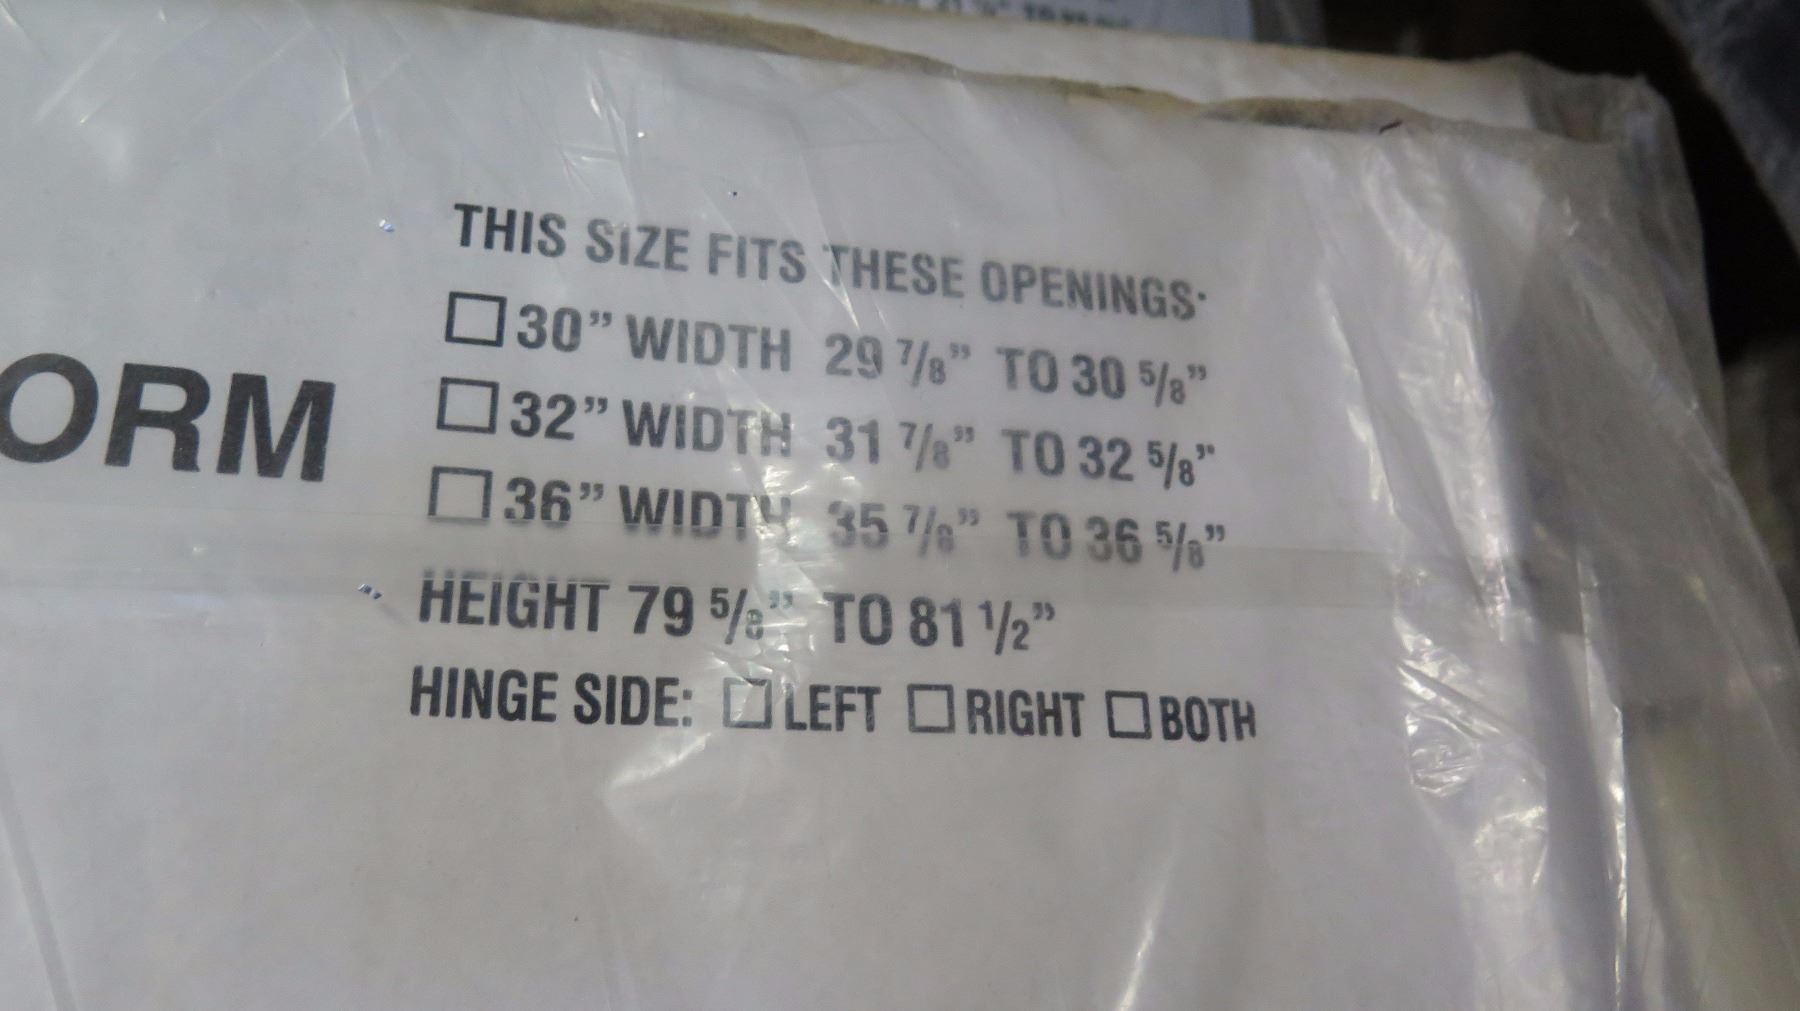 THIS SIZE FITS THESE OPENINGS:
☐ 30” WIDTH 29 7/8” TO 30 5/8”
☐ 32” WIDTH 31 7/8” TO 32 5/8”
ORM
☐ 36” WIDTH 35 7/8” TO 36 5/8”
HEIGHT 79 5/8” TO 81 1/2”
HINGE SIDE: ☐ LEFT ☐ RIGHT ☐ BOTH